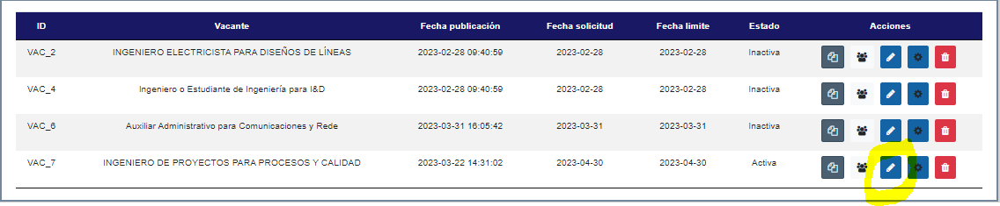 ID Vacante Fecha publicación Fecha solicitud Fecha límite Estado Acciones
VAC_2 INGENIERO ELECTRICISTA PARA DISEÑOS DE LÍNEAS 2023-02-28 09:40:59 2023-02-28 2023-02-28 Inactiva
VAC_4 Ingeniero o Estudiante de Ingeniería para I&D 2023-02-28 09:40:59 2023-02-28 2023-02-28 Inactiva
VAC_6 Auxiliar Administrativo para Comunicaciones y Rede 2023-03-31 16:05:42 2023-03-31 2023-03-31 Inactiva
VAC_7 INGENIERO DE PROYECTOS PARA PROCESOS Y CALIDAD 2023-03-22 14:31:02 2023-04-30 2023-04-30 Activa